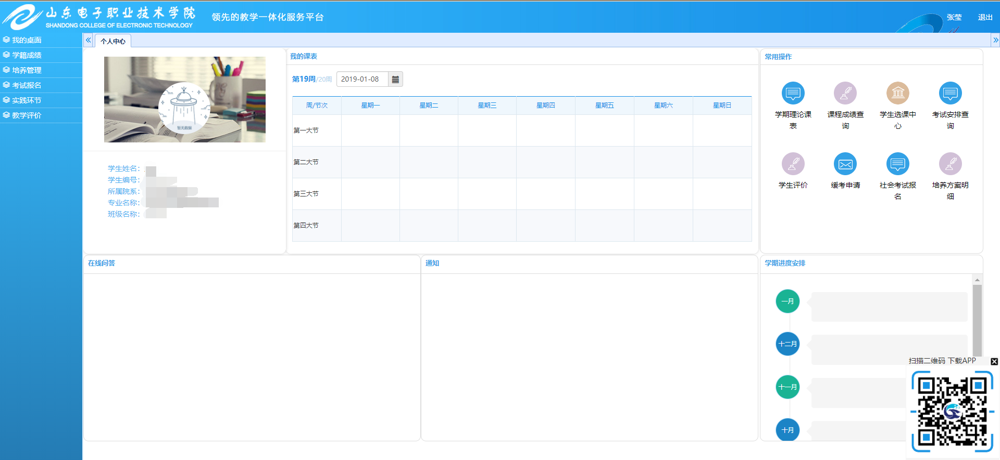 山东电子职业技术学院
SHANDONG COLLEGE OF ELECTRONIC TECHNOLOGY
领先的教学一体化服务平台
张莹
退出
我的桌面
学籍成绩
培养管理
考试报名
实践环节
教学评价
个人中心
暂无数据
学生姓名：
学生编号：
所属院系：
专业名称：
班级名称：
我的课表
第19周/20周
2019-01-08
周/节次 星期一 星期二 星期三 星期四 星期五 星期六 星期日
第一大节
第二大节
第三大节
第四大节
常用操作
学期理论课
表
课程成绩查
询
学生选课中
心
考试安排查
询
学生评价
缓考申请
社会考试报
名
培养方案明
细
在线问答
通知
学期进度安排
一月
十二月
十一月
十月
扫描二维码 下载APP